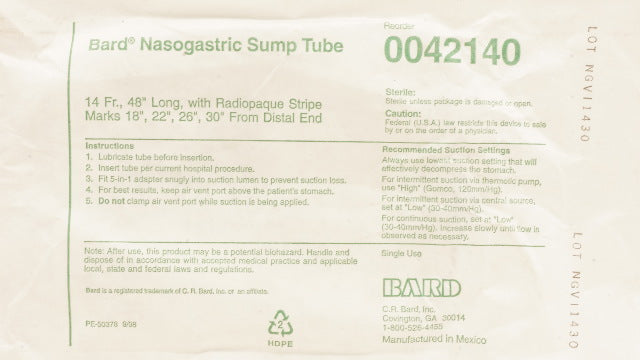 Bard® Nasogastric Sump Tube
Reorder
0042140
14 Fr., 48" Long, with Radiopaque Stripe
Marks 18", 22", 26", 30" From Distal End
Sterile:
Sterile unless package is damaged or open.
Caution:
Federal (U.S.A.) law restricts this device to sale
by or on the order of a physician.
Instructions
1. Lubricate tube before insertion.
2. Insert tube per current hospital procedure.
3. Fit 5-in-1 adapter snugly into suction lumen to prevent suction loss.
4. For best results, keep air vent port above the patient's stomach.
5. Do not clamp air vent port while suction is being applied.
Recommended Suction Settings
Always use lowest suction setting that will
effectively decompress the stomach.
For intermittent suction via thermotic pump,
use "High" (Gomco, 120mm/Hg).
For intermittent suction via central source,
set at "Low" (30-40mm/Hg).
For continuous suction, set at "Low"
(30-40mm/Hg). Increase slowly until flow is
observed as necessary.
Note: After use, this product may be a potential biohazard. Handle and
dispose of in accordance with accepted medical practice and applicable
local, state and federal laws and regulations.
Single Use
Bard is a registered trademark of C. R. Bard, Inc. or an affiliate.
BARD
C.R. Bard, Inc.
Covington, GA 30014
1-800-526-4455
Manufactured in Mexico
PE-50378 9/98
2
HDPE
LOT NGVI1430
LOT NGVI1430